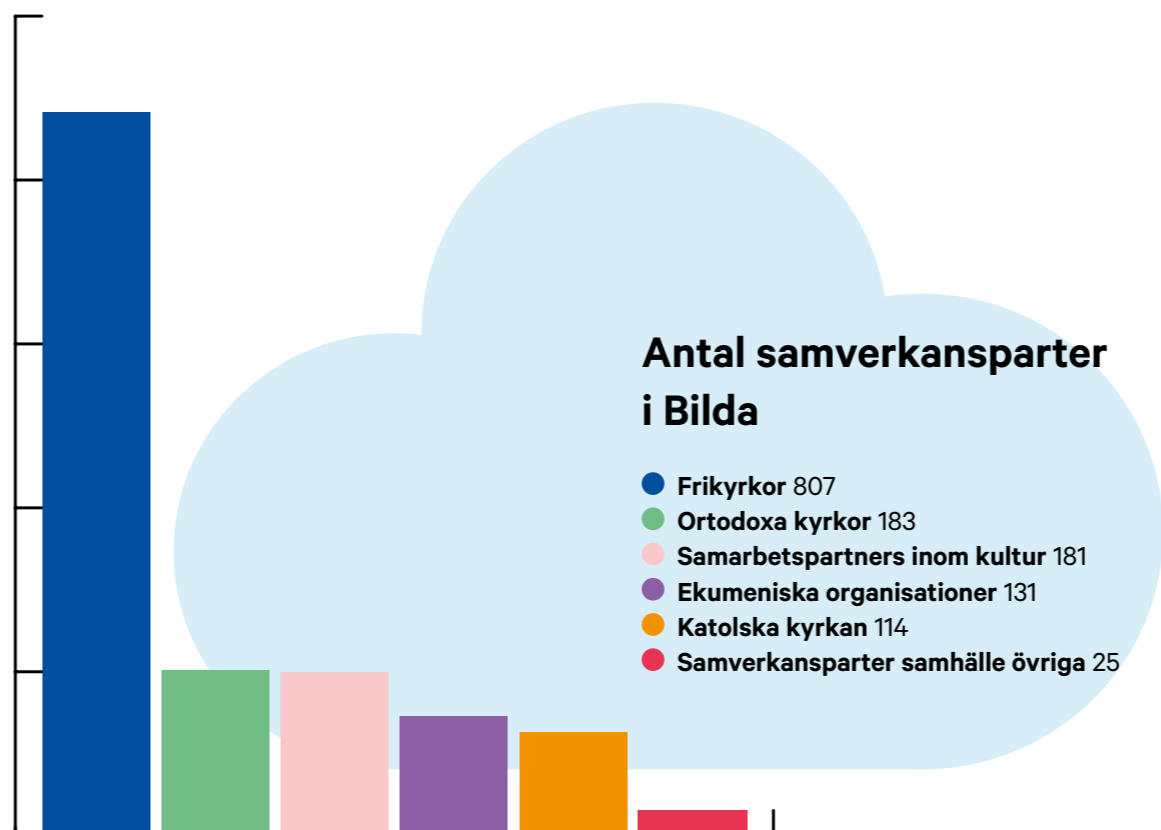 Antal samverkansparter
i Bilda
Frikyrkor 807
Ortodoxa kyrkor 183
Samarbetspartners inom kultur 181
Ekumeniska organisationer 131
Katolska kyrkan 114
Samverkansparter samhälle övriga 25